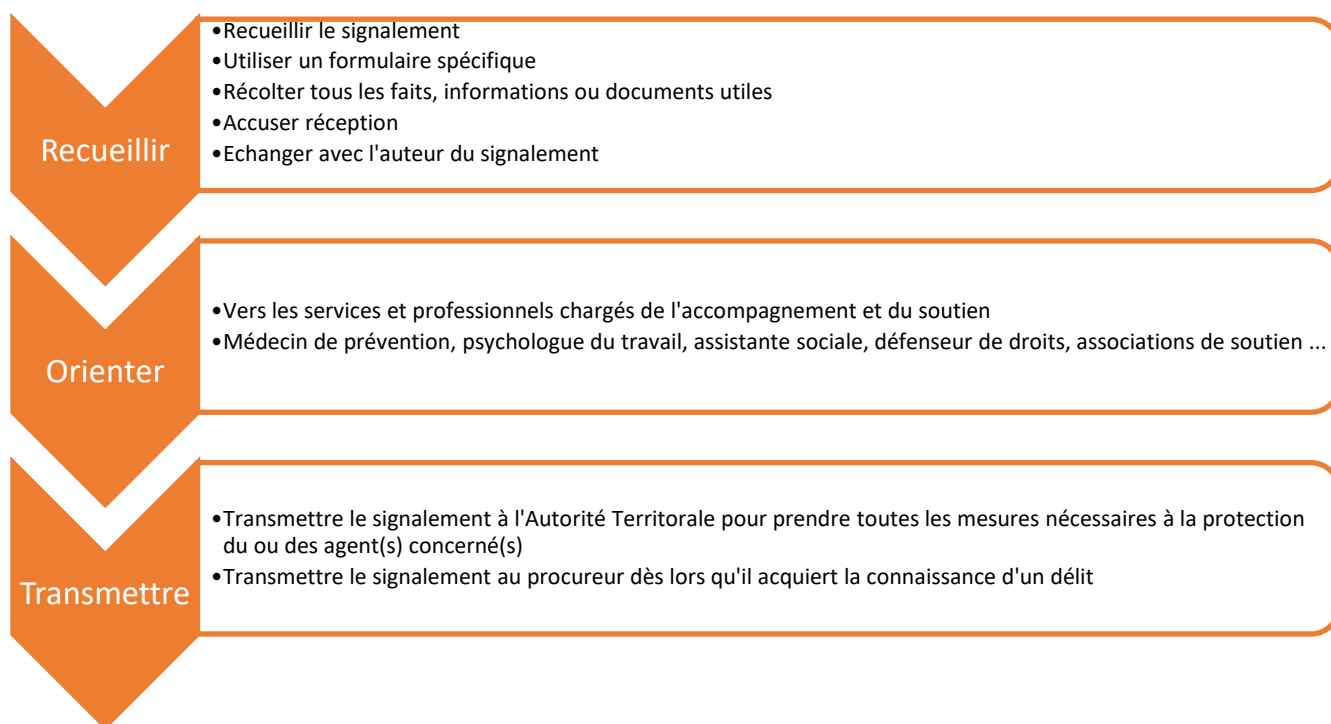 Recueillir
•Recueillir le signalement
•Utiliser un formulaire spécifique
•Récolter tous les faits, informations ou documents utiles
•Accuser réception
•Echanger avec l'auteur du signalement
Orienter
•Vers les services et professionnels chargés de l'accompagnement et du soutien
•Médecin de prévention, psychologue du travail, assistante sociale, défenseur de droits, associations de soutien ...
Transmettre
•Transmettre le signalement à l'Autorité Territorale pour prendre toutes les mesures nécessaires à la protection
du ou des agent(s) concerné(s)
•Transmettre le signalement au procureur dès lors qu'il acquiert la connaissance d'un délit